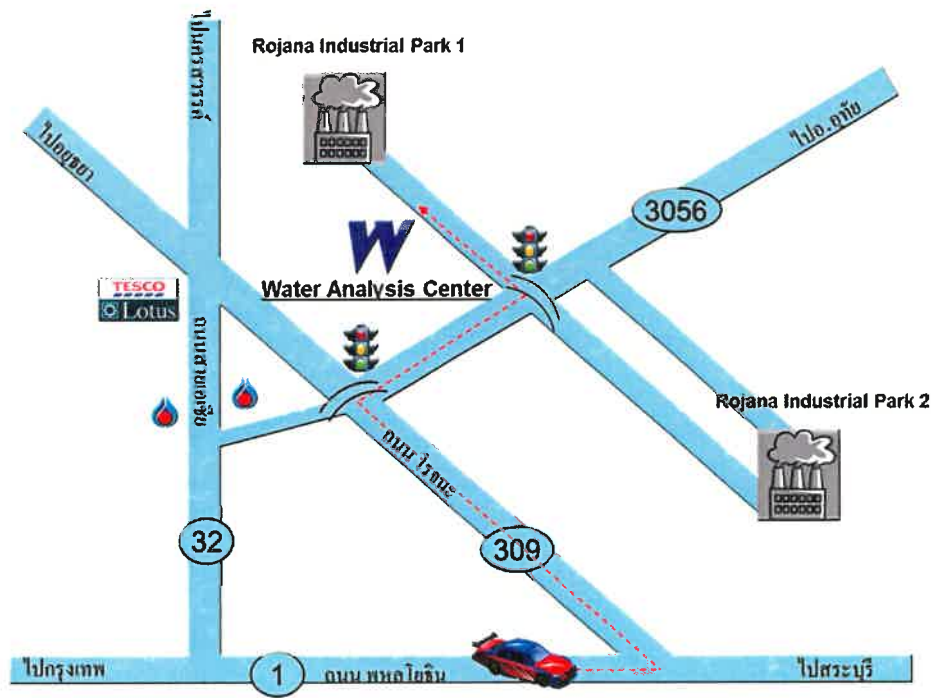 Rojana Industrial Park 1
ไปนครสวรรค์
ไปอยุธยา
ไปอ.อุทัย
3056
W
Water Analysis Center
TESCO
Lotus
ถนนสายเอเซีย
Rojana Industrial Park 2
ถนนโรจนะ
32
309
ไปกรุงเทพ
1
ถนน พหลโยธิน
ไปสระบุรี